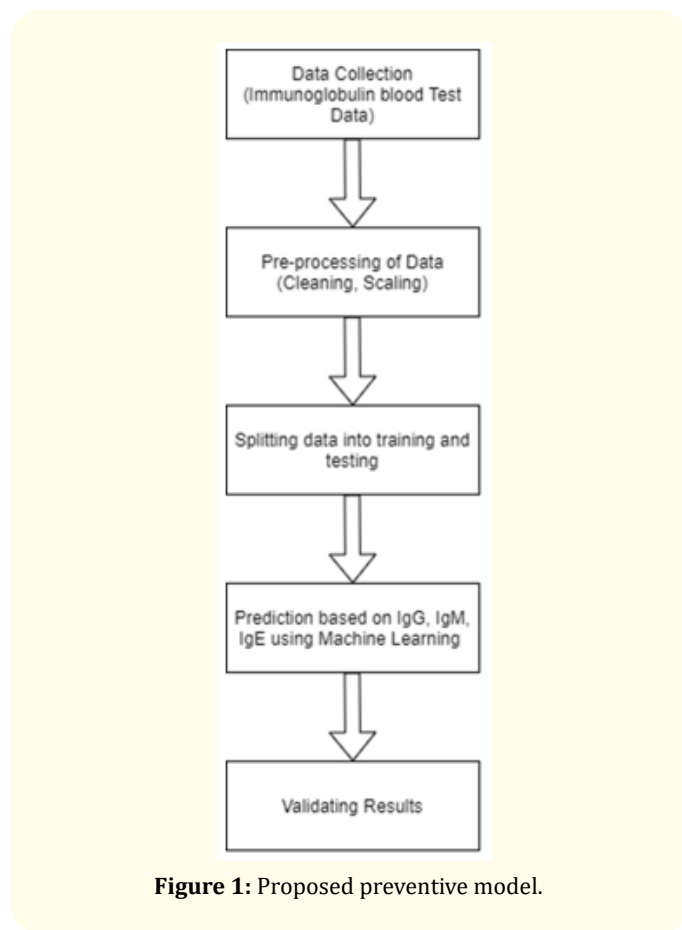 Data Collection
(Immunoglobulin blood Test
Data)
Pre-processing of Data
(Cleaning, Scaling)
Splitting data into training and
testing
Prediction based on IgG, IgM,
IgE using Machine Learning
Validating Results
Figure 1: Proposed preventive model.